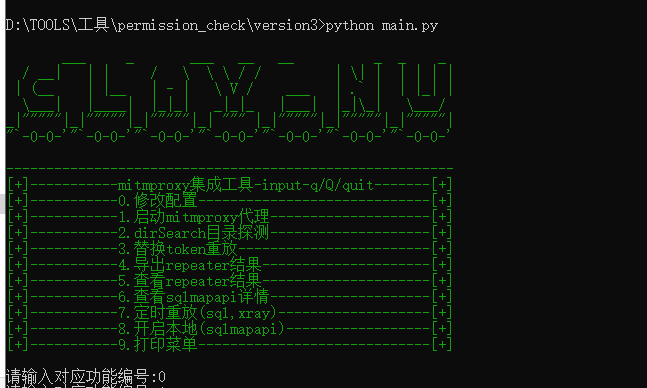 D:\TOOLS\工具\permission_check\version3>python main.py
[+]-----------mitmproxy集成工具-input-q/Q/quit-------[+]
[+]-----------0.修改配置-----------------------------[+]
[+]-----------1.启动mitmproxy代理--------------------[+]
[+]-----------2.dirSearch目录探测--------------------[+]
[+]-----------3.替换token重放------------------------[+]
[+]-----------4.导出repeater结果---------------------[+]
[+]-----------5.查看repeater结果---------------------[+]
[+]-----------6.查看sqlmapapi详情--------------------[+]
[+]-----------7.定时重放(sql,xray)-------------------[+]
[+]-----------8.开启本地(sqlmapapi)------------------[+]
[+]-----------9.打印菜单-----------------------------[+]
请输入对应功能编号:0